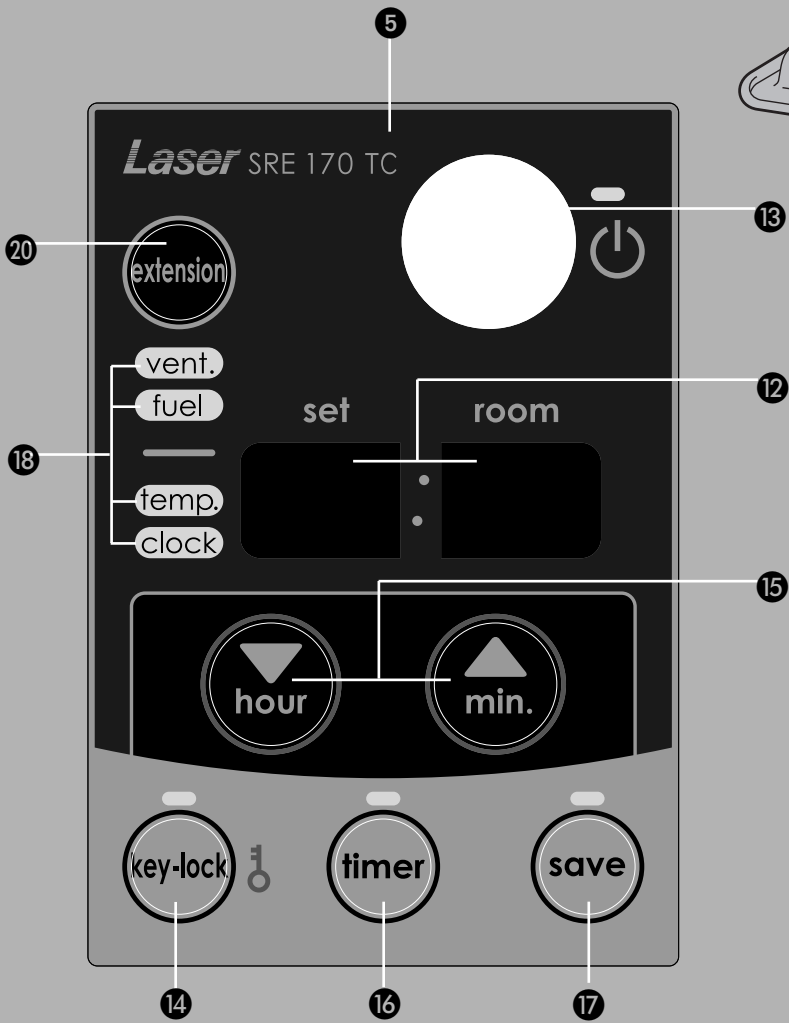 5
Laser SRE 170 TC
13
20
extension
vent.
12
fuel
set
room
18
temp.
:
clock
15
hour
min.
key-lock
timer
save
14
16
17